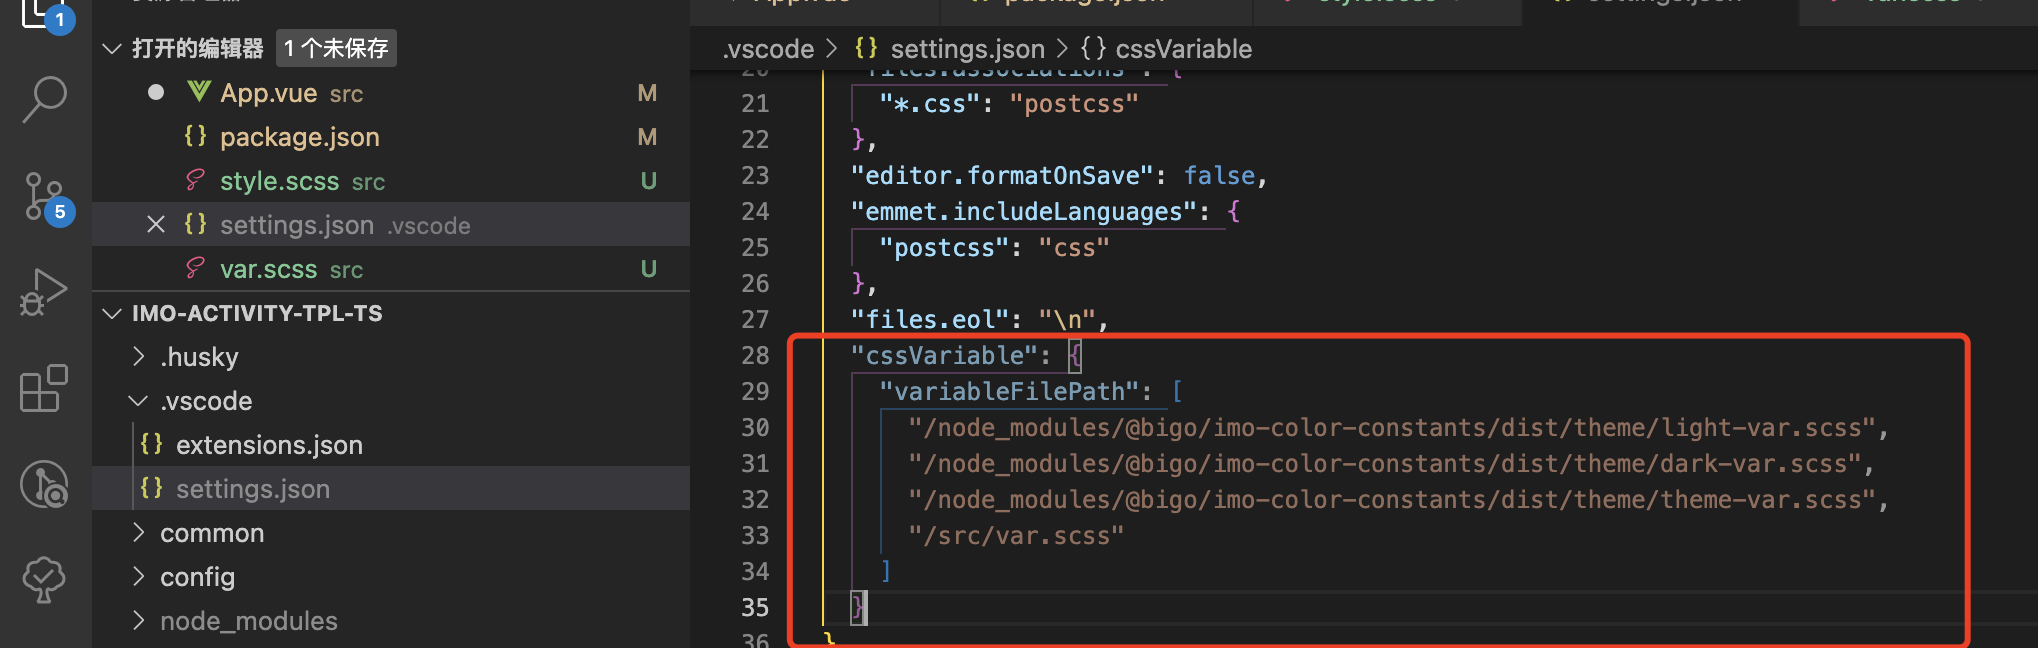 1
打开的编辑器 1 个未保存
App.vue src M
package.json M
style.scss src U
settings.json .vscode
var.scss src U
IMO-ACTIVITY-TPL-TS
.husky
.vscode
extensions.json
settings.json
common
config
node_modules
5
.vscode > {} settings.json > {} cssVariable
20 "files.associations": {
21 "*.css": "postcss"
22 },
23 "editor.formatOnSave": false,
24 "emmet.includeLanguages": {
25 "postcss": "css"
26 },
27 "files.eol": "\n",
28 "cssVariable": {
29 "variableFilePath": [
30 "/node_modules/@bigo/imo-color-constants/dist/theme/light-var.scss",
31 "/node_modules/@bigo/imo-color-constants/dist/theme/dark-var.scss",
32 "/node_modules/@bigo/imo-color-constants/dist/theme/theme-var.scss",
33 "/src/var.scss"
34 ]
35 }
36 }